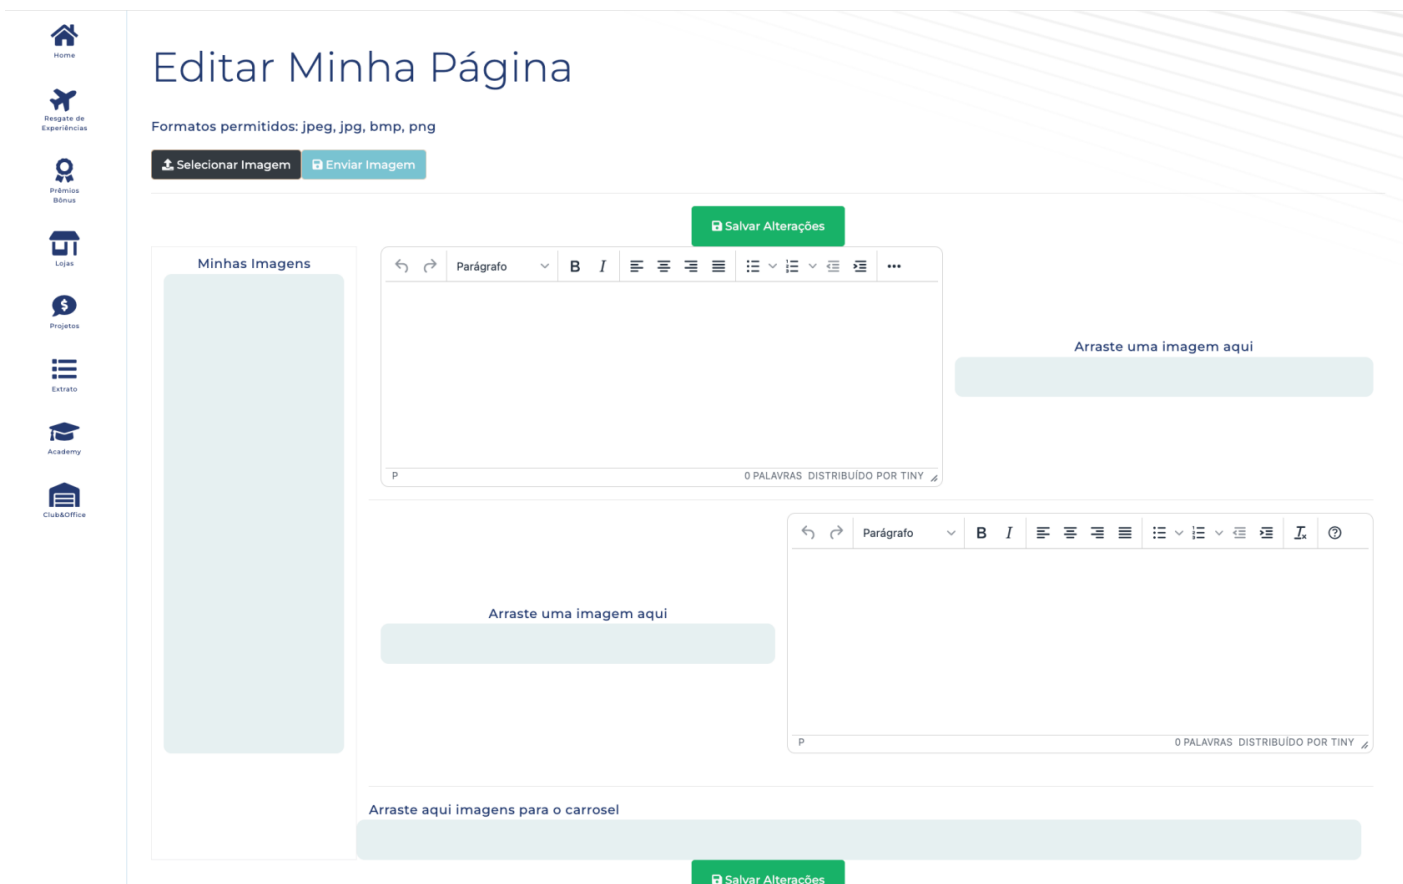 Home
Resgate de
Experiências
Prêmios
Bônus
Lojas
Projetos
Extrato
Academy
Club&Office
Editar Minha Página
Formatos permitidos: jpeg, jpg, bmp, png
Selecionar Imagem
Enviar Imagem
Salvar Alterações
Minhas Imagens
Parágrafo
B I
P
0 PALAVRAS DISTRIBUÍDO POR TINY
Arraste uma imagem aqui
Arraste uma imagem aqui
Parágrafo
B I
P
0 PALAVRAS DISTRIBUÍDO POR TINY
Arraste aqui imagens para o carrosel
Salvar Alterações